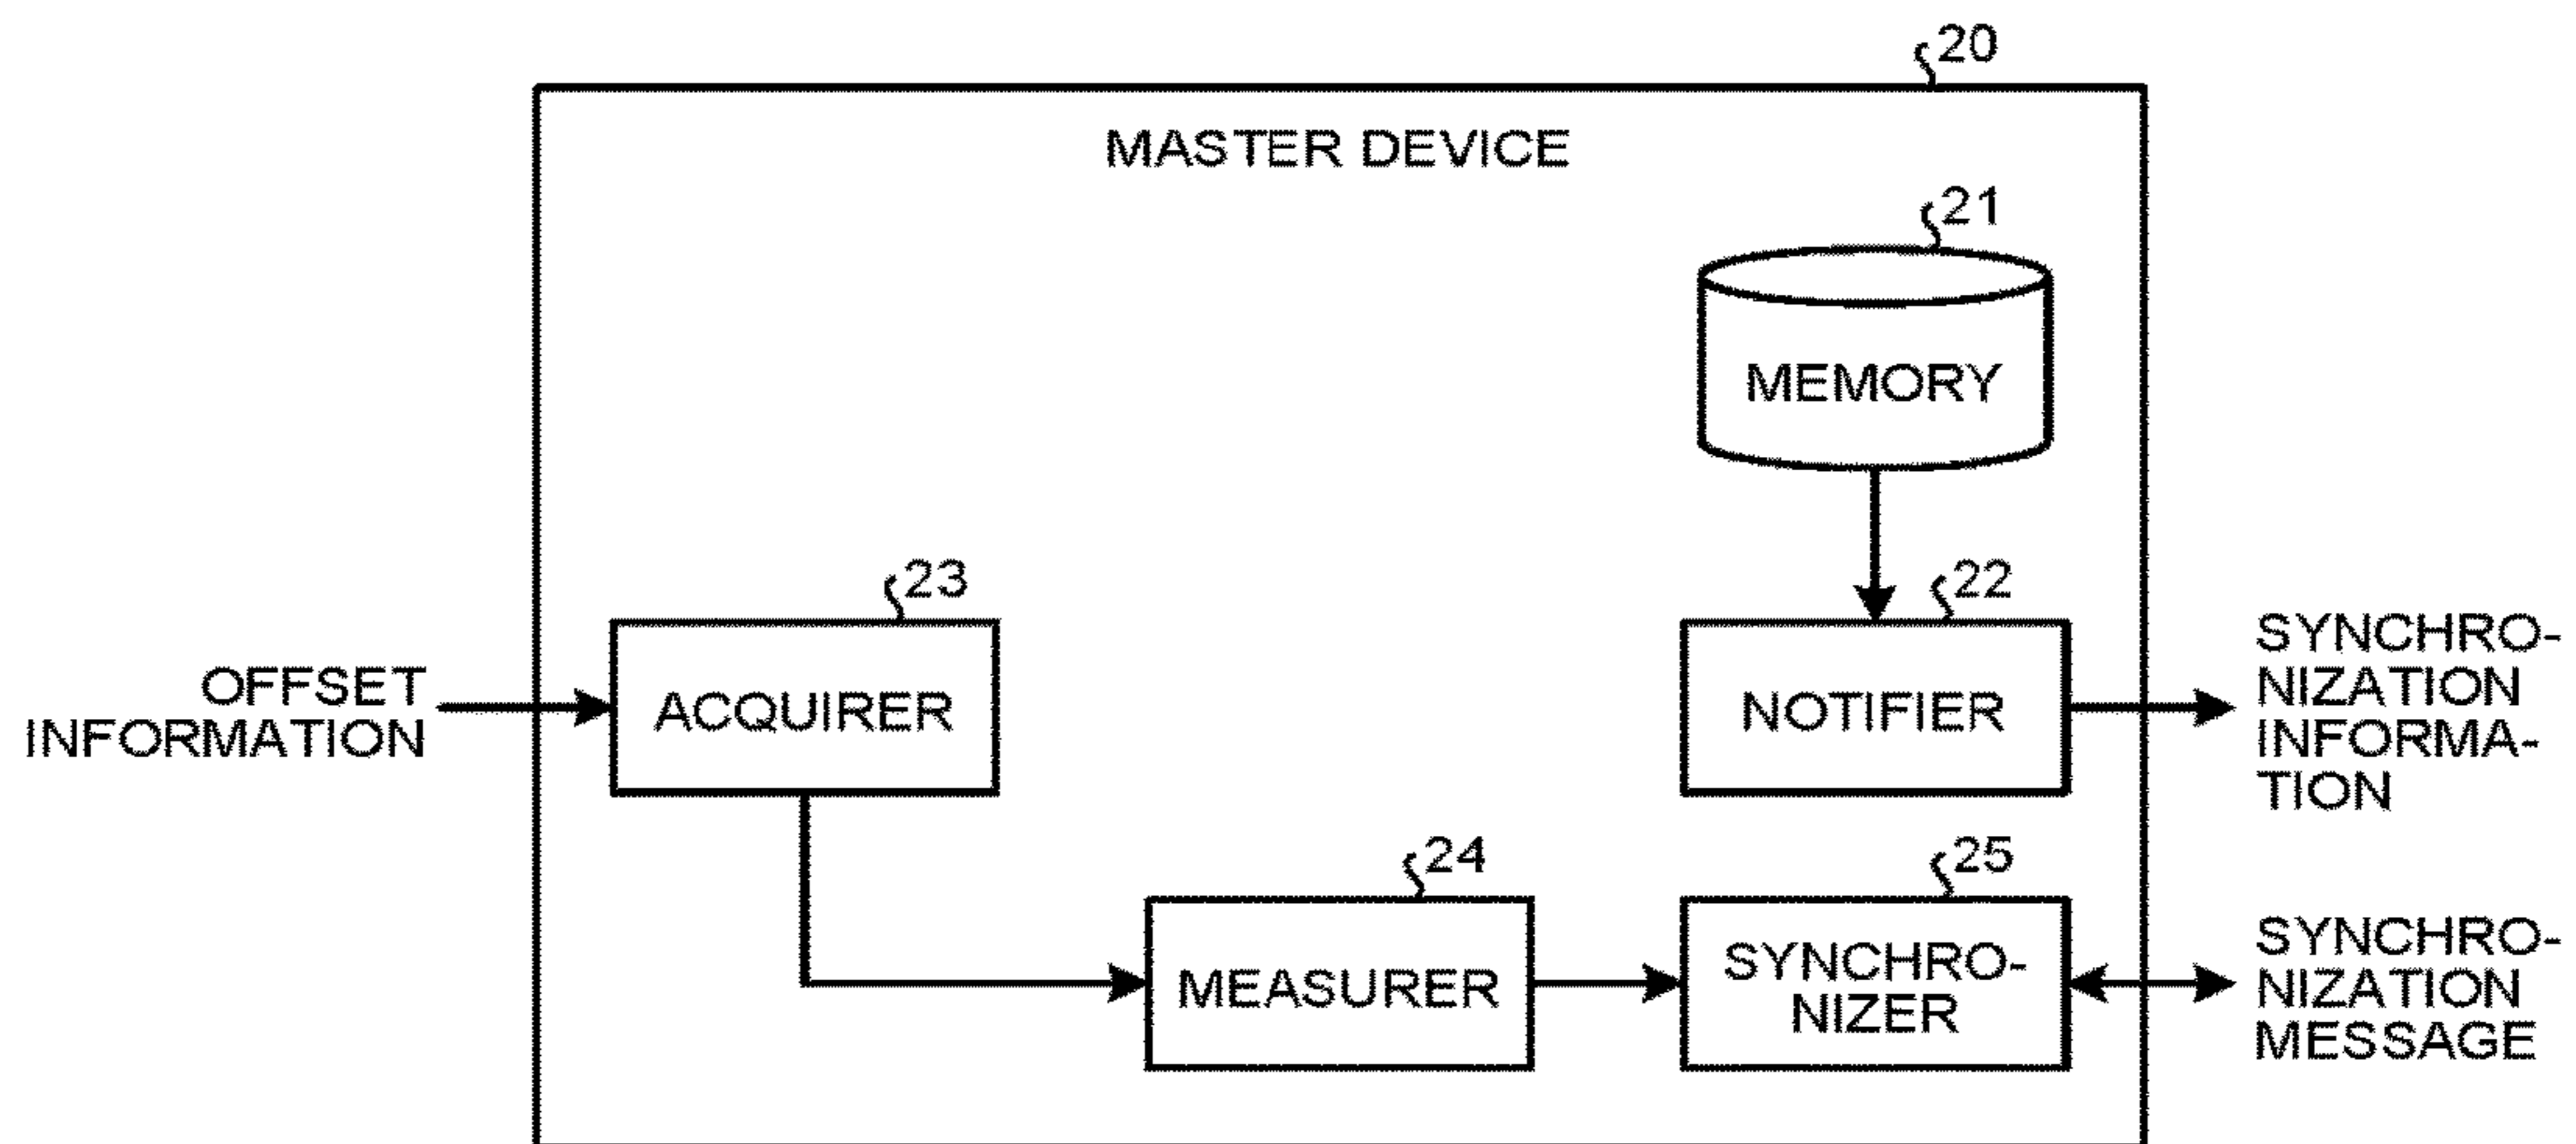 20
MASTER DEVICE
21
MEMORY
23
22
OFFSET
INFORMATION
ACQUIRER
NOTIFIER
SYNCHRO-
NIZATION
INFORMA-
TION
24
25
MEASURER
SYNCHRO-
NIZER
SYNCHRO-
NIZATION
MESSAGE